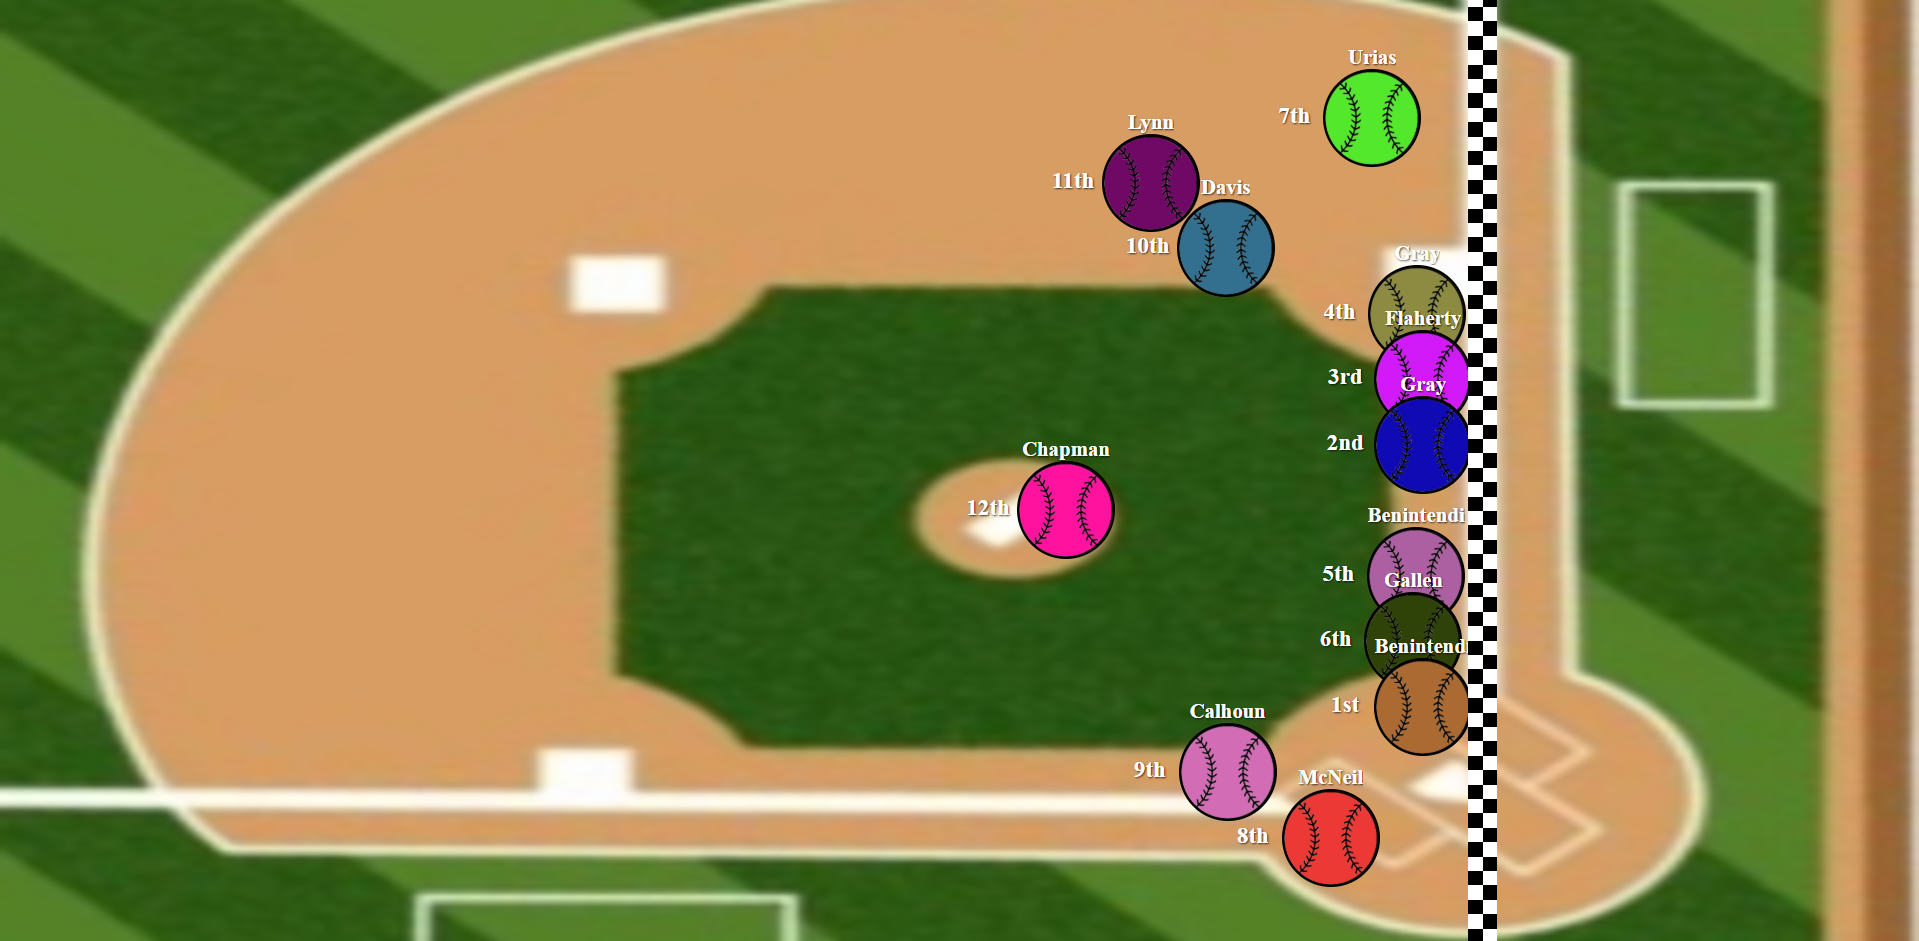 Urias
7th
Lynn
11th
Davis
10th
Gray
4th
Flaherty
3rd
Gray
2nd
Chapman
12th
Benintendi
5th
Gallen
6th
Benintend
1st
Calhoun
9th
McNeil
8th